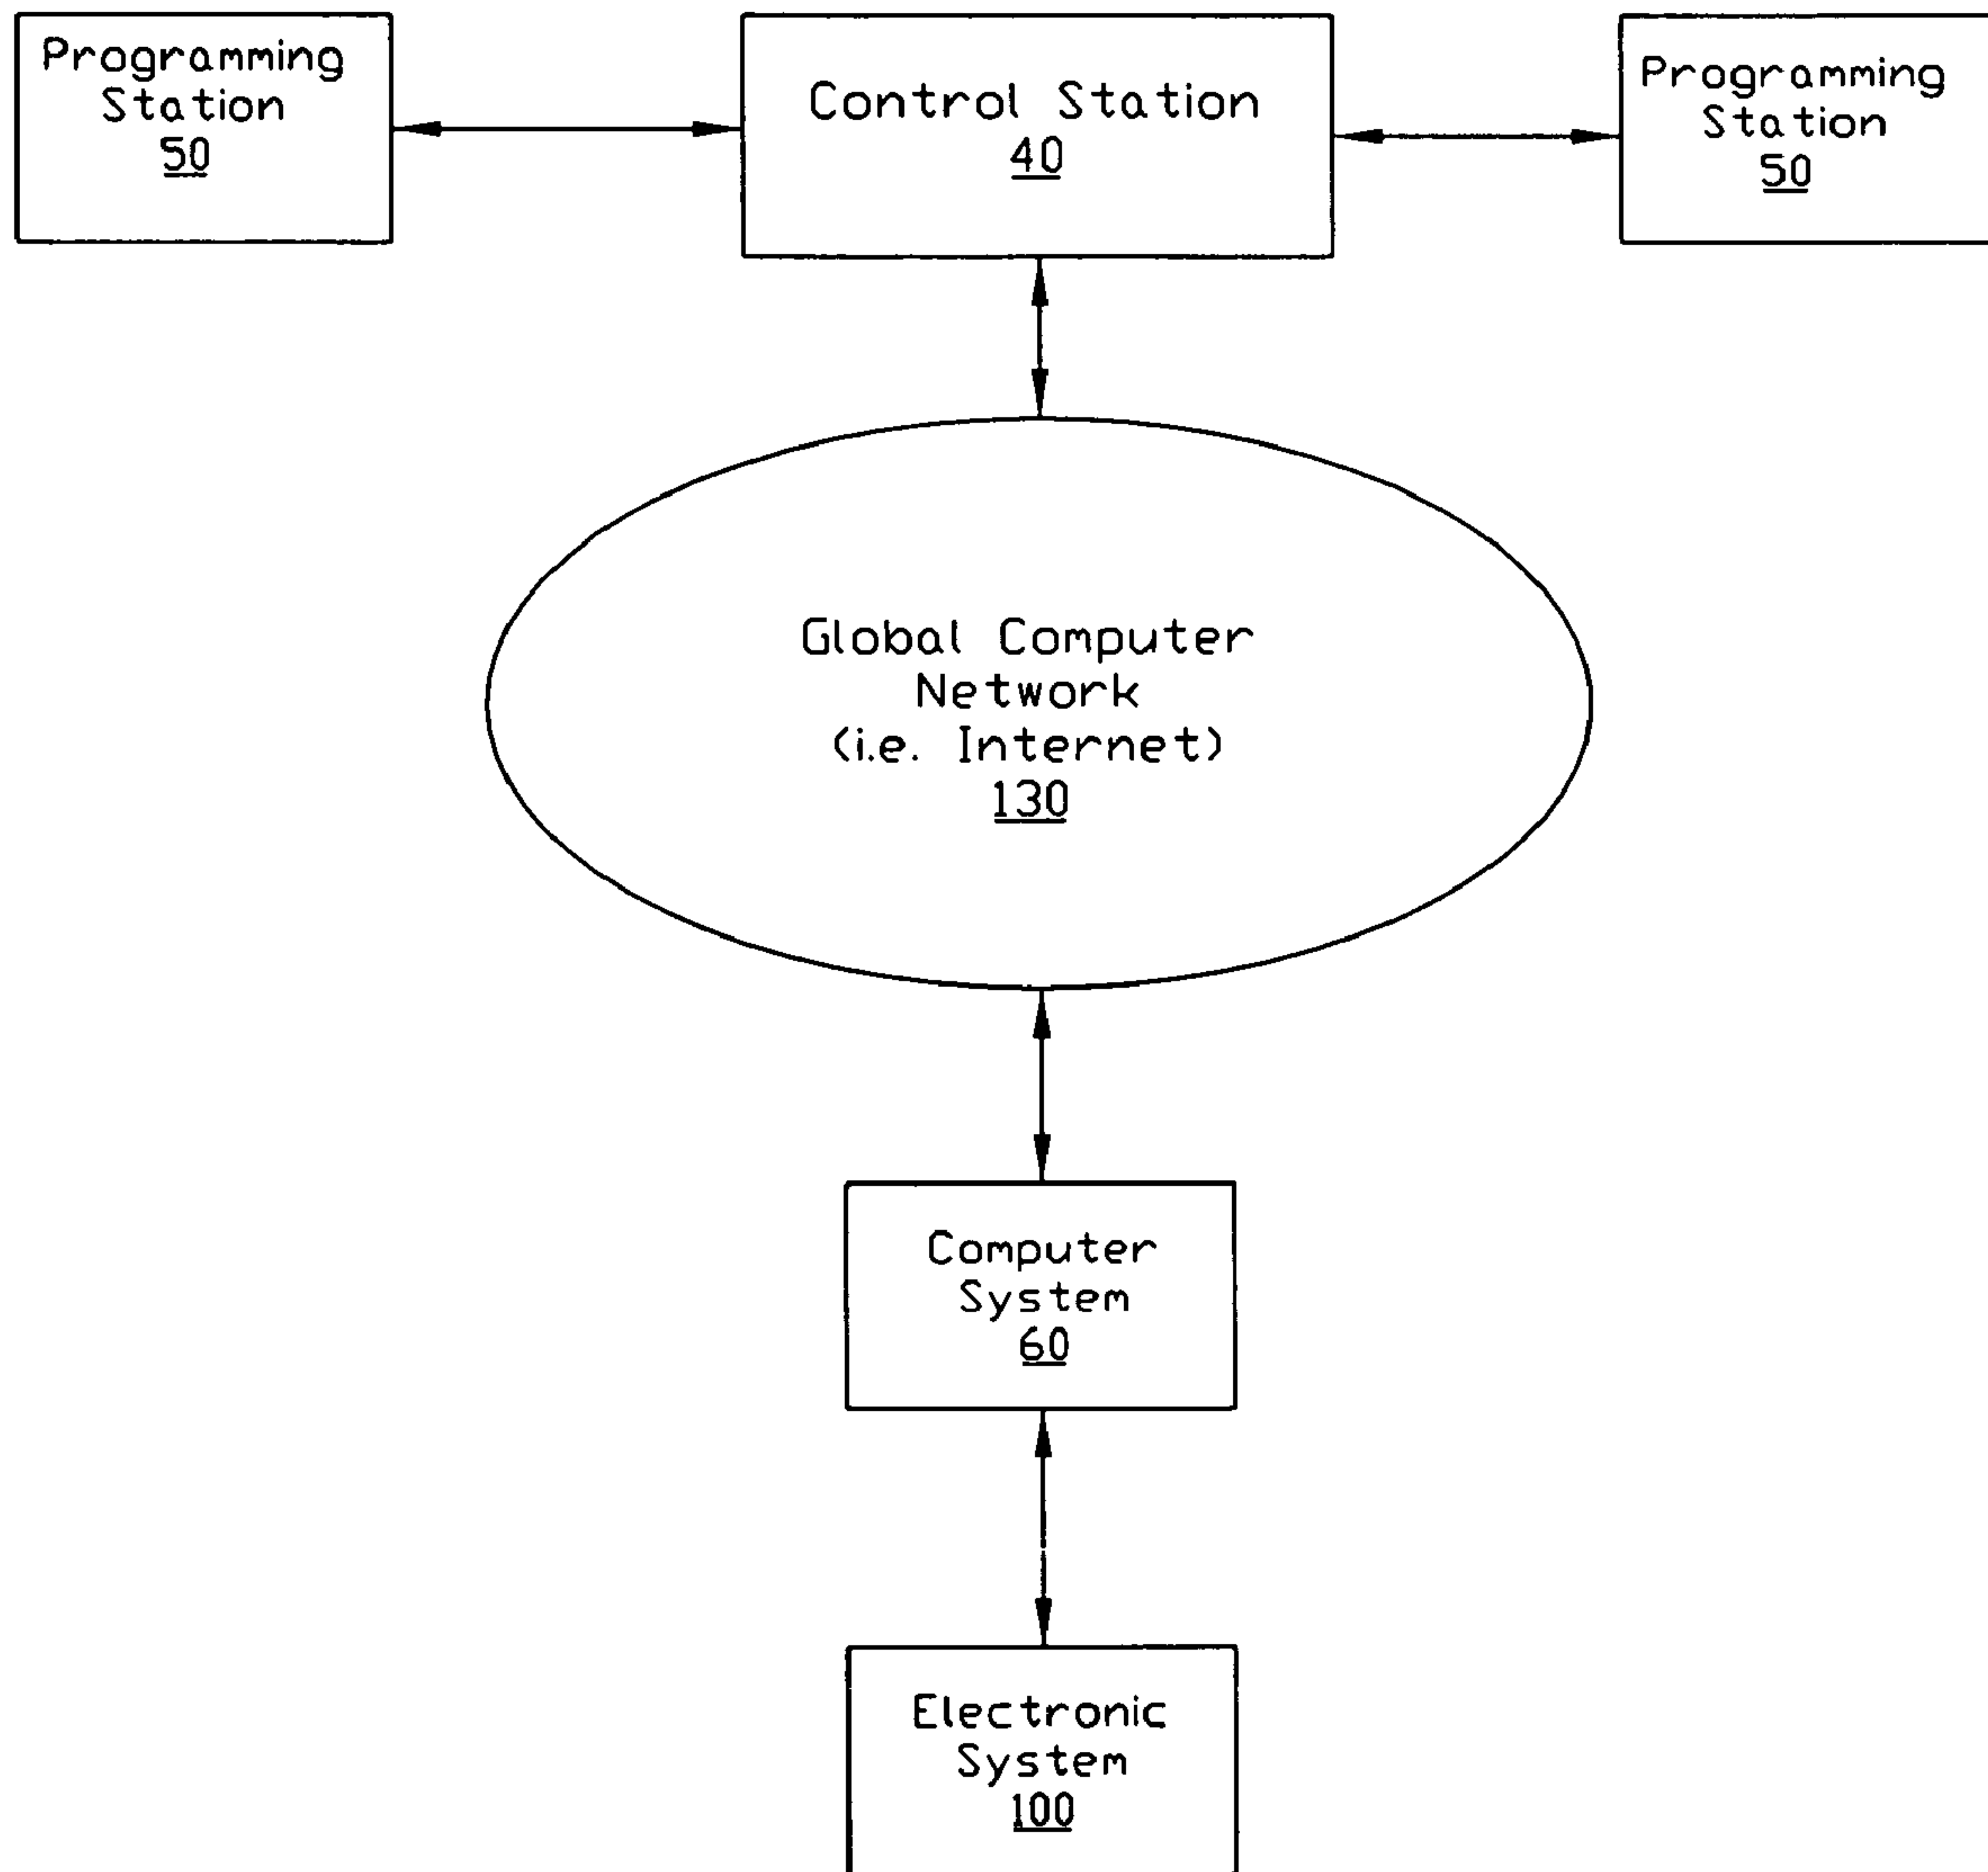 Programming
Station
50
Control Station
40
Programming
Station
50
Global Computer
Network
(i.e. Internet)
130
Computer
System
60
Electronic
System
100